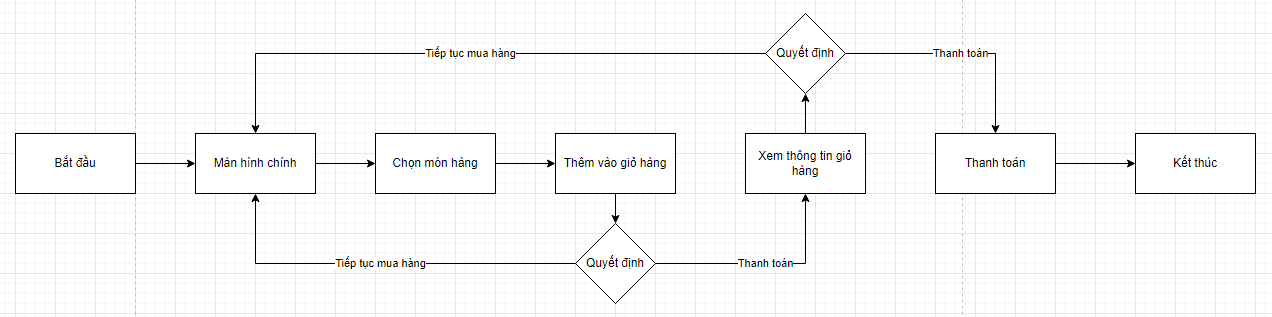 Quyết định
Tiếp tục mua hàng
Thanh toán
Bắt đầu
Màn hình chính
Chọn món hàng
Thêm vào giỏ hàng
Xem thông tin giỏ
hàng
Thanh toán
Kết thúc
Tiếp tục mua hàng
Quyết định
Thanh toán